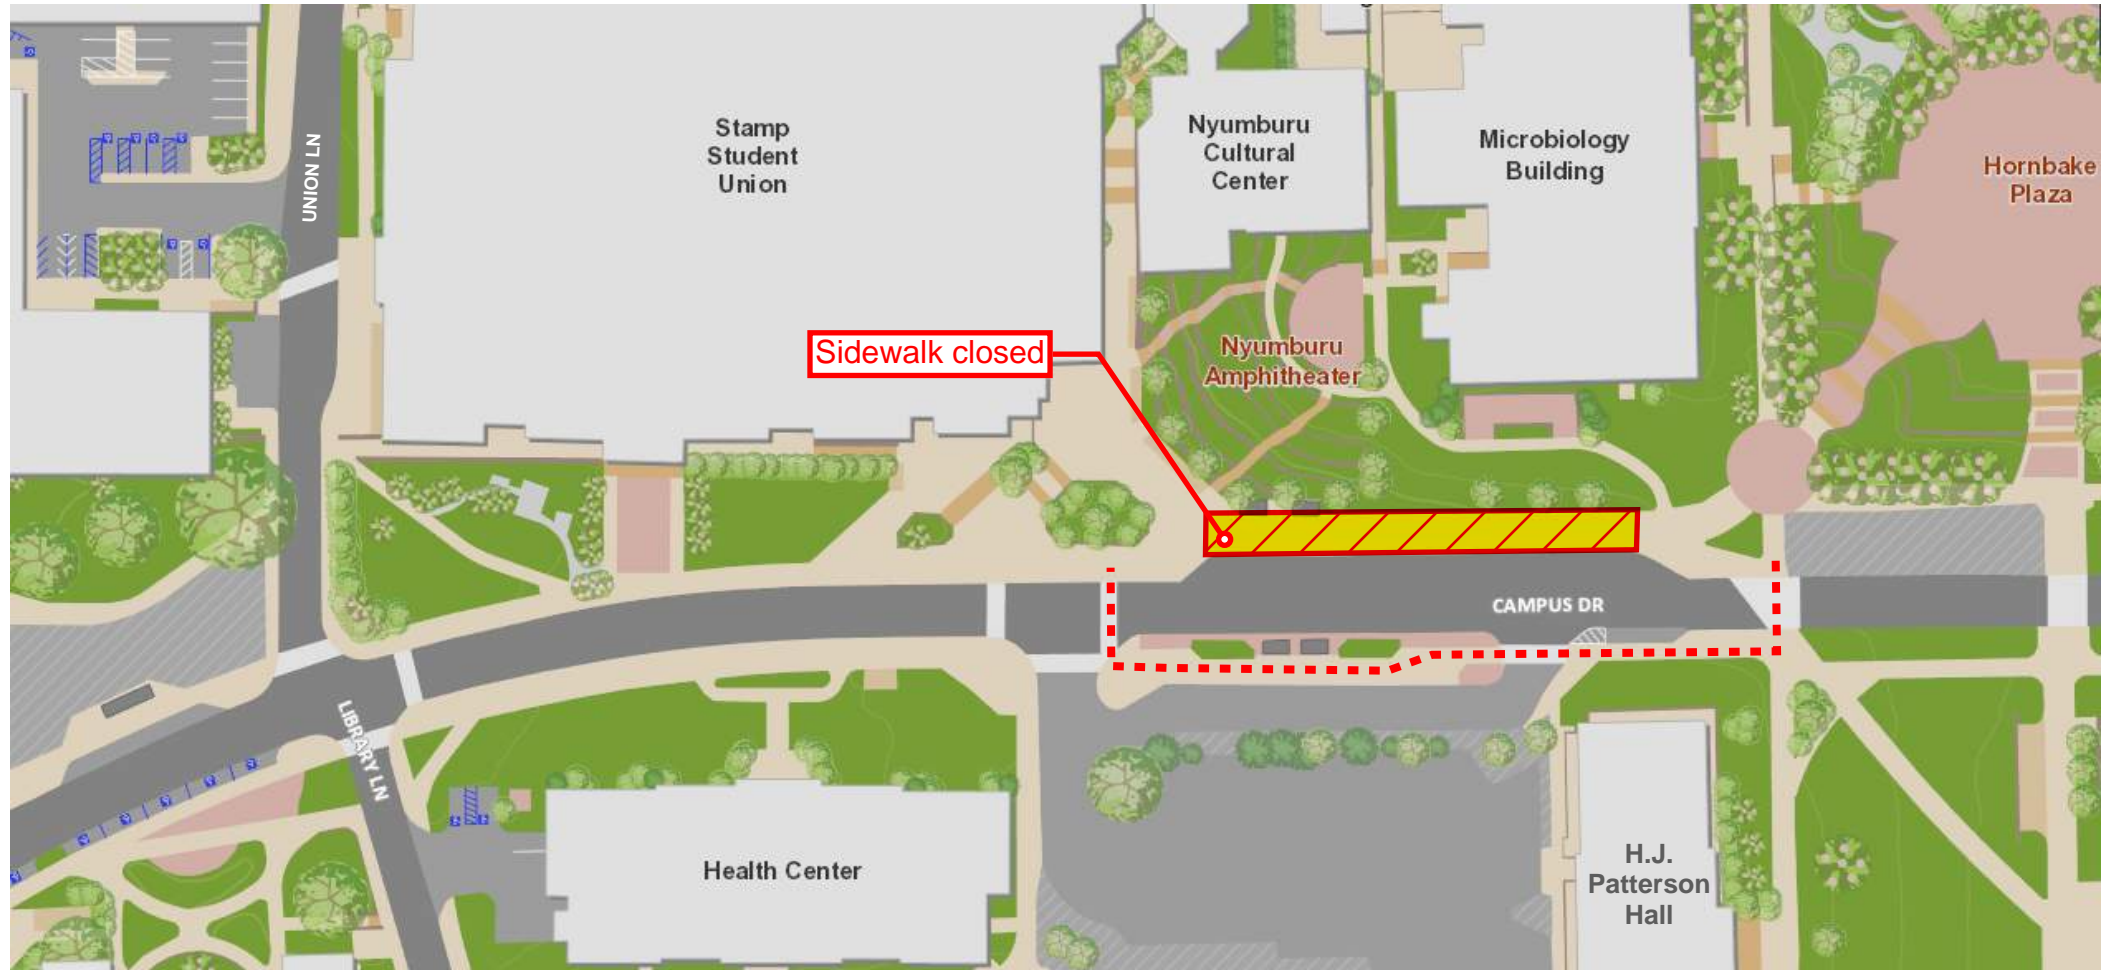 UNION LN
Stamp
Student
Union
Nyumburu
Cultural
Center
Microbiology
Building
Hornbake
Plaza
Sidewalk closed
Nyumburu
Amphitheater
CAMPUS DR
LIBRARY LN
Health Center
H.J.
Patterson
Hall